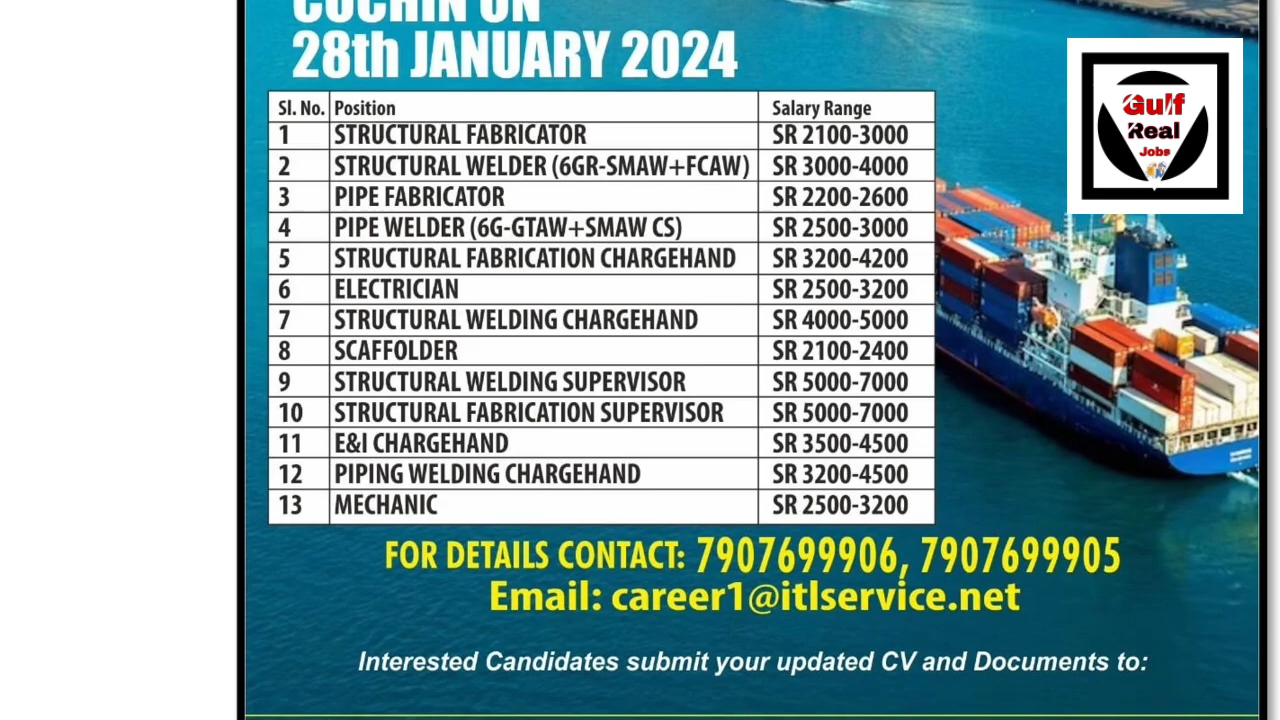 COCHIN ON
28th JANUARY 2024
Gulf
Real
Jobs
Sl. No. Position Salary Range
1 STRUCTURAL FABRICATOR SR 2100-3000
2 STRUCTURAL WELDER (6GR-SMAW+FCAW) SR 3000-4000
3 PIPE FABRICATOR SR 2200-2600
4 PIPE WELDER (6G-GTAW+SMAW CS) SR 2500-3000
5 STRUCTURAL FABRICATION CHARGEHAND SR 3200-4200
6 ELECTRICIAN SR 2500-3200
7 STRUCTURAL WELDING CHARGEHAND SR 4000-5000
8 SCAFFOLDER SR 2100-2400
9 STRUCTURAL WELDING SUPERVISOR SR 5000-7000
10 STRUCTURAL FABRICATION SUPERVISOR SR 5000-7000
11 E&I CHARGEHAND SR 3500-4500
12 PIPING WELDING CHARGEHAND SR 3200-4500
13 MECHANIC SR 2500-3200
FOR DETAILS CONTACT: 7907699906, 7907699905
Email: career1@itlservice.net
Interested Candidates submit your updated CV and Documents to: